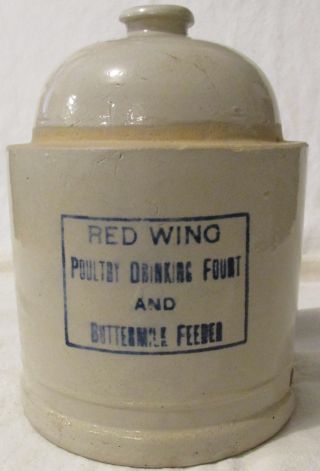 RED WING
POULTRY DRINKING FOUNT
AND
BUTTERMILK FEEDER